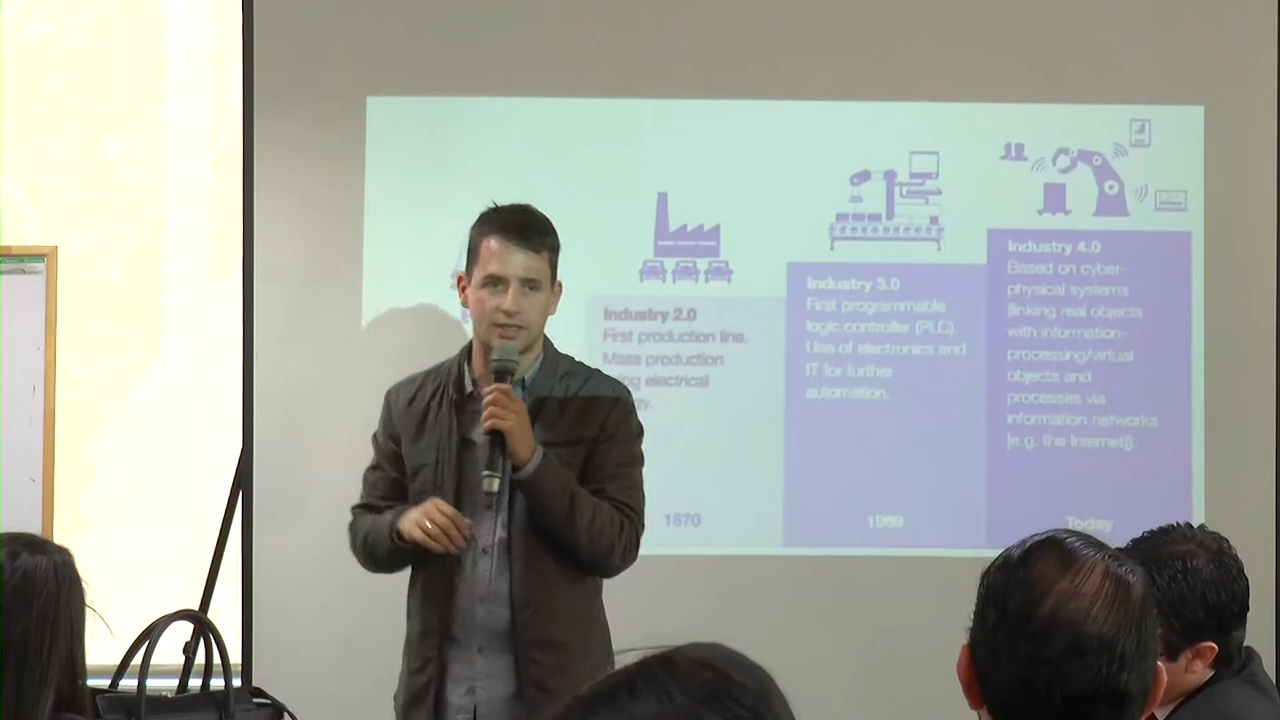 Industry 2.0
First production line.
Mass production
electrical
1870
Industry 3.0
First programmable
logic controller (PLC).
Use of electronics and
IT for further
automation.
1969
Industry 4.0
Based on cyber-
physical systems
(linking real objects
with information-
processing/virtual
objects and
processes via
information networks
[e.g. the Internet]).
Today